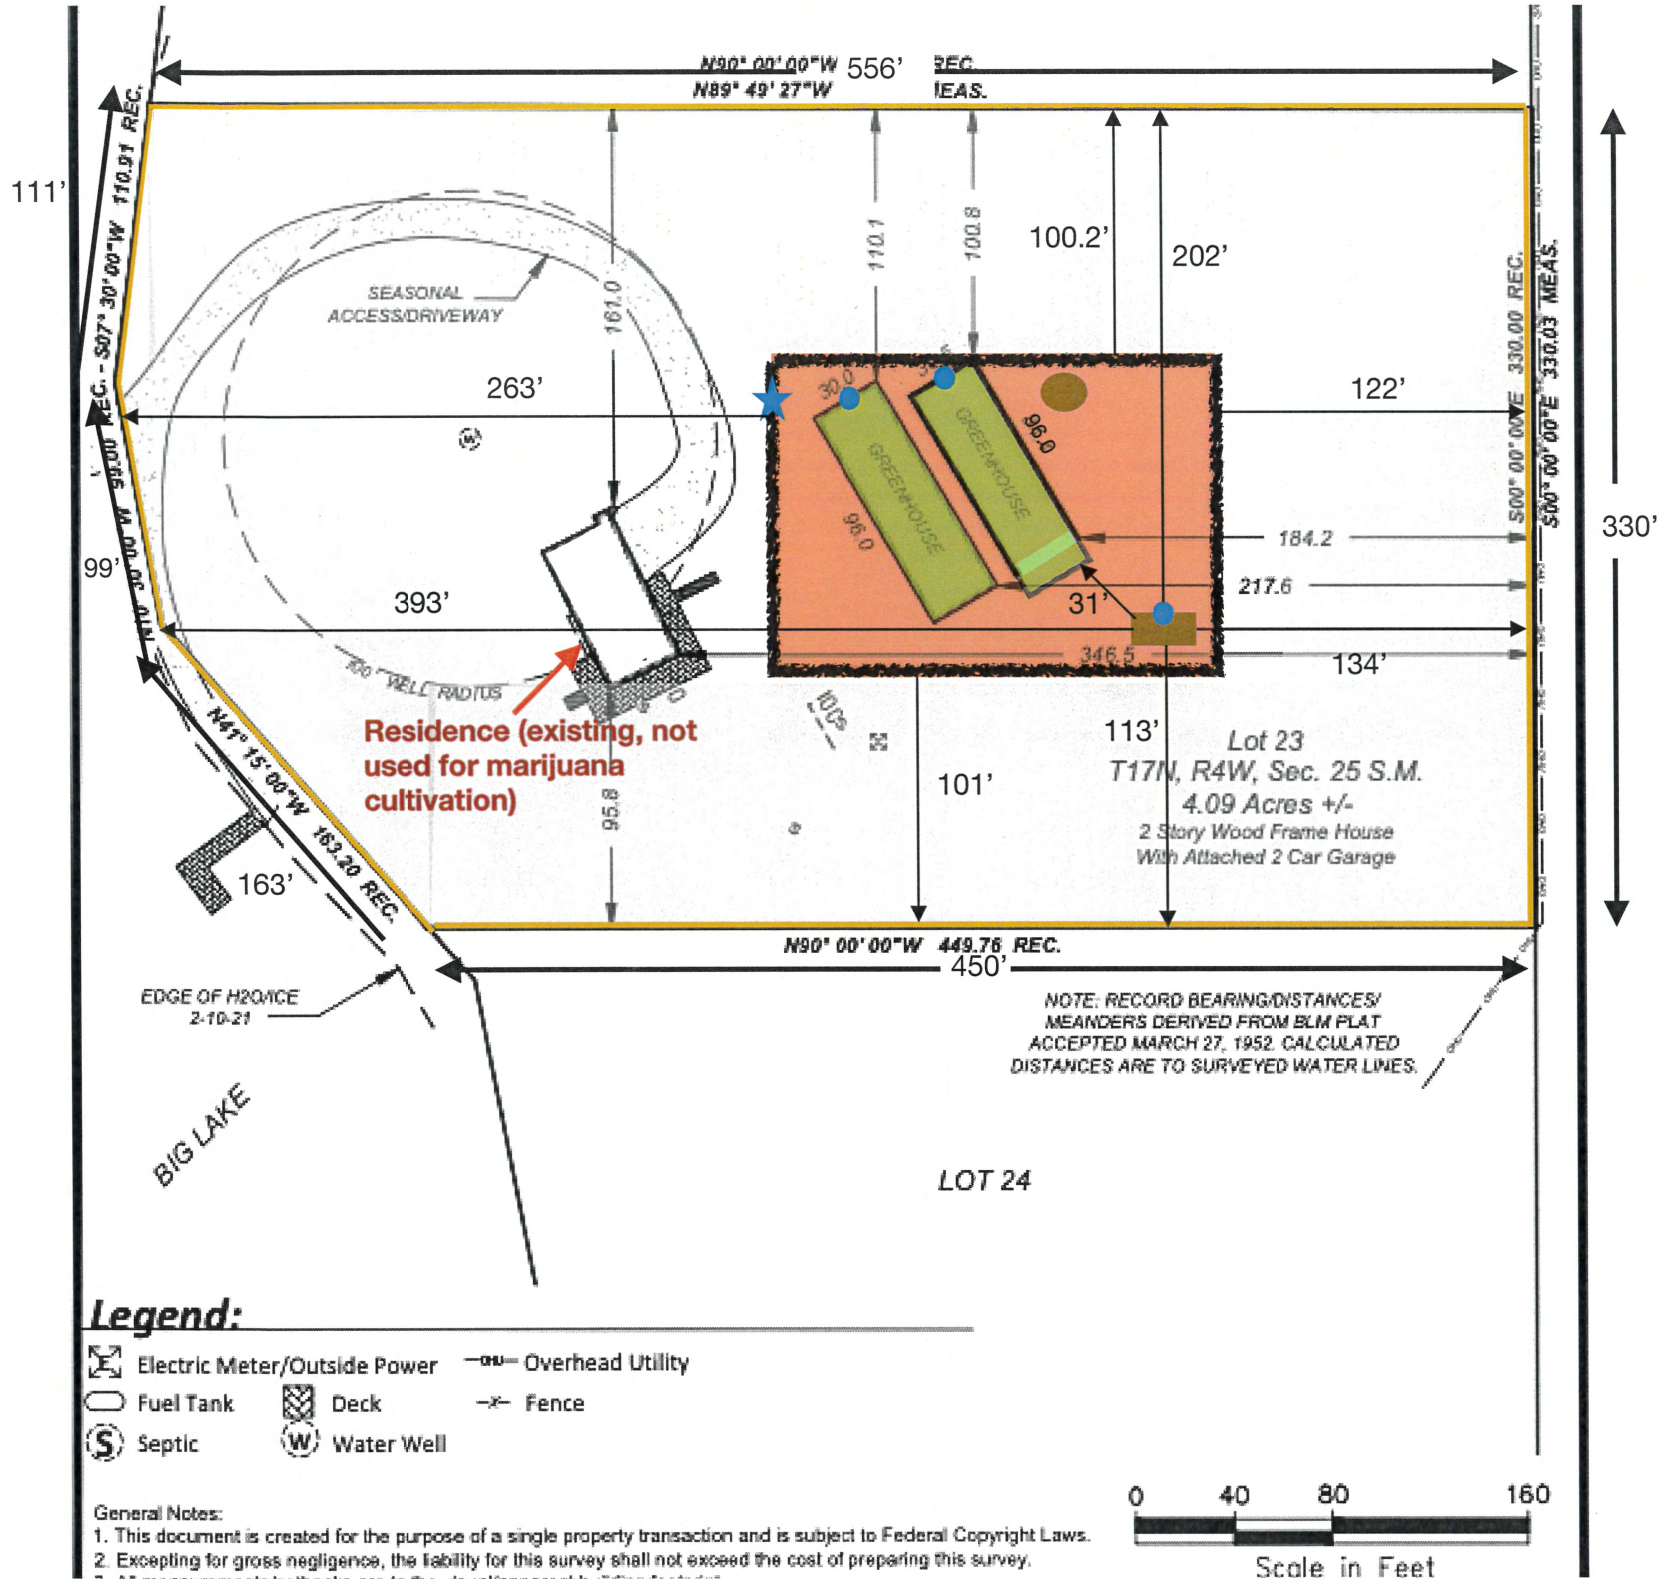 N90° 00' 00"W 556' REC.
N89° 49' 27"W EAS.
111'
S07° 30' 00"W 110.91 REC.
110.1
100.8
100.2'
202'
SEASONAL
ACCESS/DRIVEWAY
161.0
S00° 00' 00"E 330.00 REC.
S00° 00' 00"E 330.03 MEAS.
263'
30.0
122'
W
GREENHOUSE
96.0
GREENHOUSE
96.0
184.2
330'
99'
99.00 REC.
217.6
393'
31'
346.5
134'
100' WELL RADIUS
Residence (existing, not
used for marijuana
cultivation)
113'
Lot 23
T17N, R4W, Sec. 25 S.M.
4.09 Acres +/-
2 Story Wood Frame House
With Attached 2 Car Garage
101'
95.8
N41° 15' 00"W 163.20 REC.
163'
N90° 00' 00"W 449.76 REC.
450'
EDGE OF H2O/ICE
2-10-21
NOTE: RECORD BEARING/DISTANCES/
MEANDERS DERIVED FROM BLM PLAT
ACCEPTED MARCH 27, 1952. CALCULATED
DISTANCES ARE TO SURVEYED WATER LINES.
BIG LAKE
LOT 24
Legend:
E Electric Meter/Outside Power OHU Overhead Utility
Fuel Tank Deck Fence
S Septic W Water Well
0 40 80 160
Scale in Feet
General Notes:
1. This document is created for the purpose of a single property transaction and is subject to Federal Copyright Laws.
2. Excepting for gross negligence, the liability for this survey shall not exceed the cost of preparing this survey.